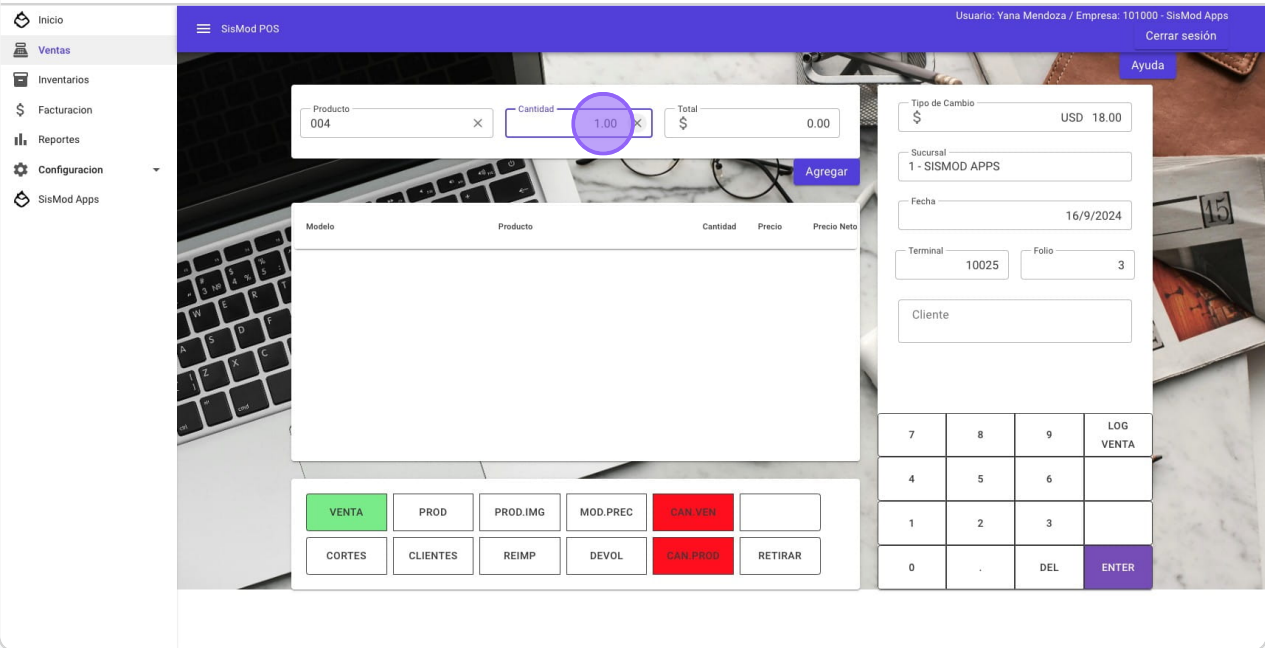 Inicio
Ventas
Inventarios
Facturacion
Reportes
Configuracion
SisMod Apps
SisMod POS
Usuario: Yana Mendoza / Empresa: 101000 - SisMod Apps
Cerrar sesión
Ayuda
Producto
004
Cantidad
1.00
Total
$ 0.00
Agregar
Modelo Producto Cantidad Precio Precio Neto
Tipo de Cambio
$ USD 18.00
Sucursal
1 - SISMOD APPS
Fecha
16/9/2024
Terminal
10025
Folio
3
Cliente
VENTA PROD PROD.IMG MOD.PREC CAN.VEN
CORTES CLIENTES REIMP DEVOL CAN.PROD RETIRAR
7 8 9 LOG VENTA
4 5 6
1 2 3
0 . DEL ENTER
15